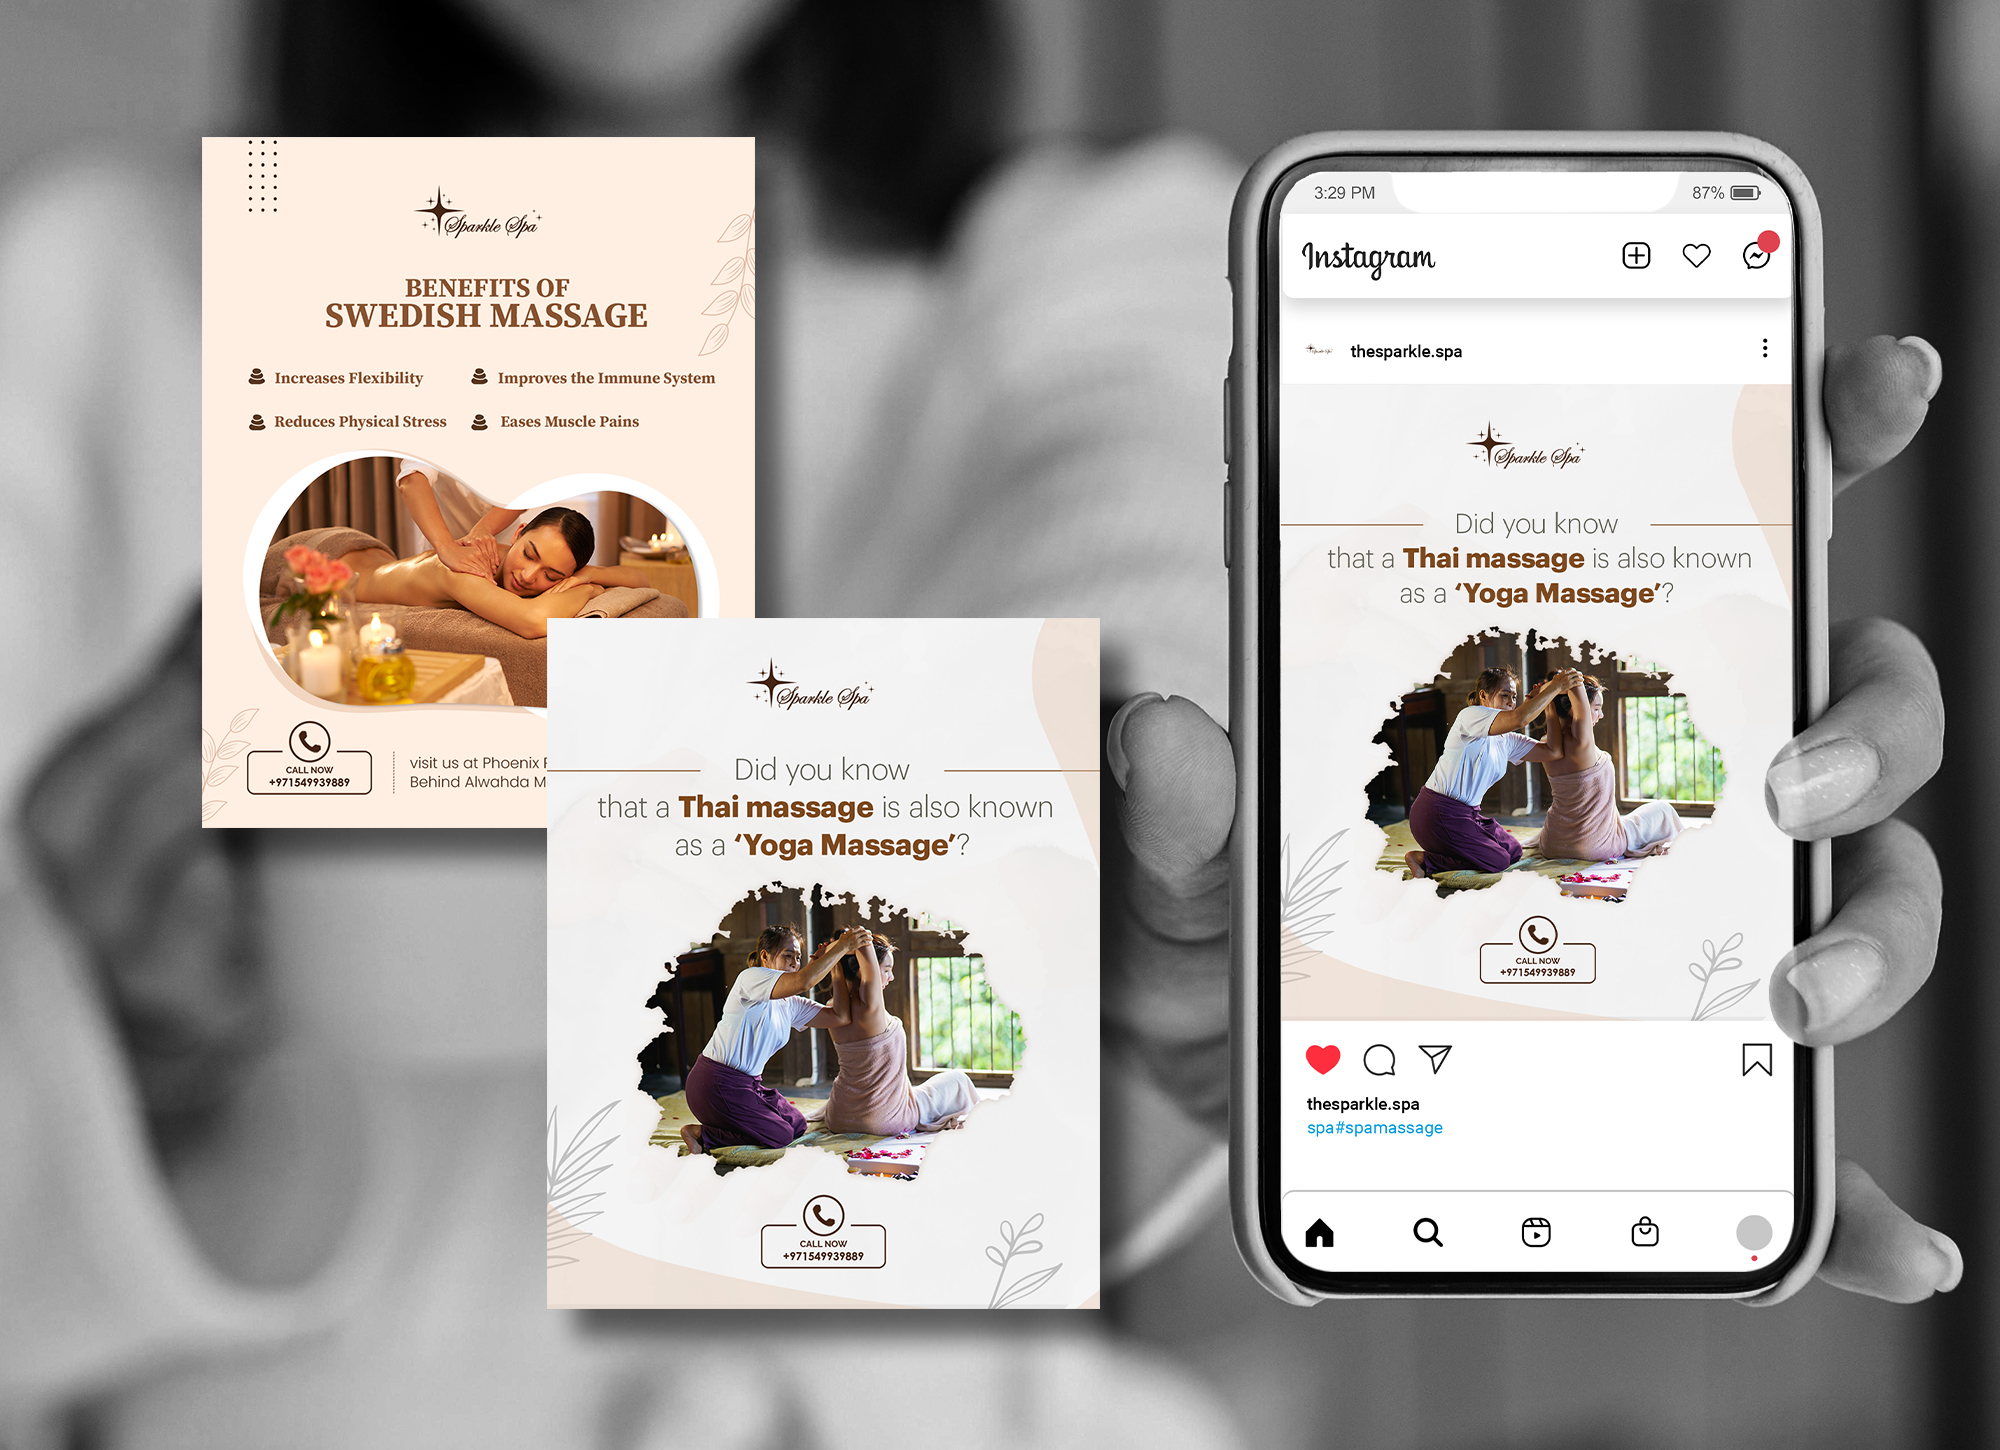 Sparkle Spa
BENEFITS OF
SWEDISH MASSAGE
Increases Flexibility
Improves the Immune System
Reduces Physical Stress
Eases Muscle Pains
CALL NOW
+971549939889
visit us at Phoenix
Behind Alwahda
Sparkle Spa
Did you know
that a Thai massage is also known
as a ‘Yoga Massage’?
CALL NOW
+971549939889
3:29 PM
87%
Instagram
thesparkle.spa
Sparkle Spa
Did you know
that a Thai massage is also known
as a ‘Yoga Massage’?
CALL NOW
+971549939889
thesparkle.spa
spa#spamassage